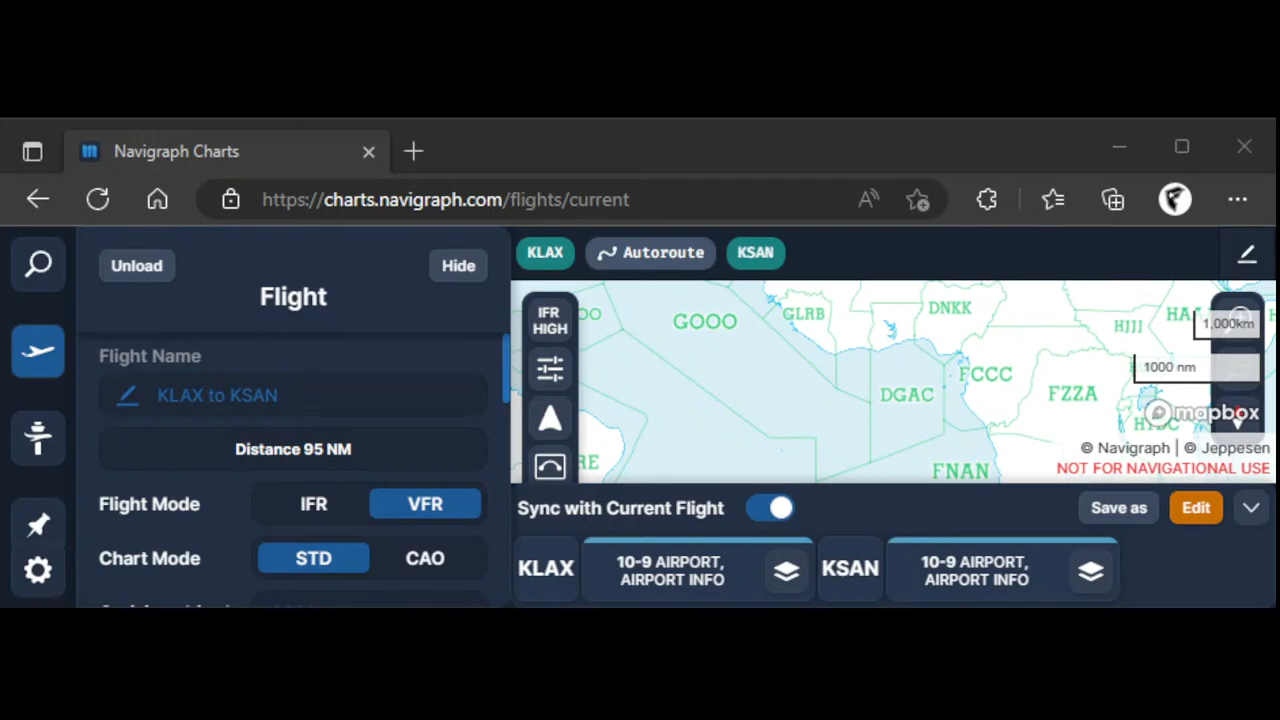 Navigraph Charts
https://charts.navigraph.com/flights/current
Unload
Hide
Flight
Flight Name
KLAX to KSAN
Distance 95 NM
Flight Mode
IFR
VFR
Chart Mode
STD
CAO
KLAX
Autoroute
KSAN
IFR
HIGH
OO
GOOO
GLRB
DNKK
HJJJ
HAA
1,000km
1000 nm
FCCC
DGAC
FZZA
mapbox
RE
FNAN
© Navigraph | © Jeppesen
NOT FOR NAVIGATIONAL USE
Sync with Current Flight
Save as
Edit
KLAX
10-9 AIRPORT,
AIRPORT INFO
KSAN
10-9 AIRPORT,
AIRPORT INFO